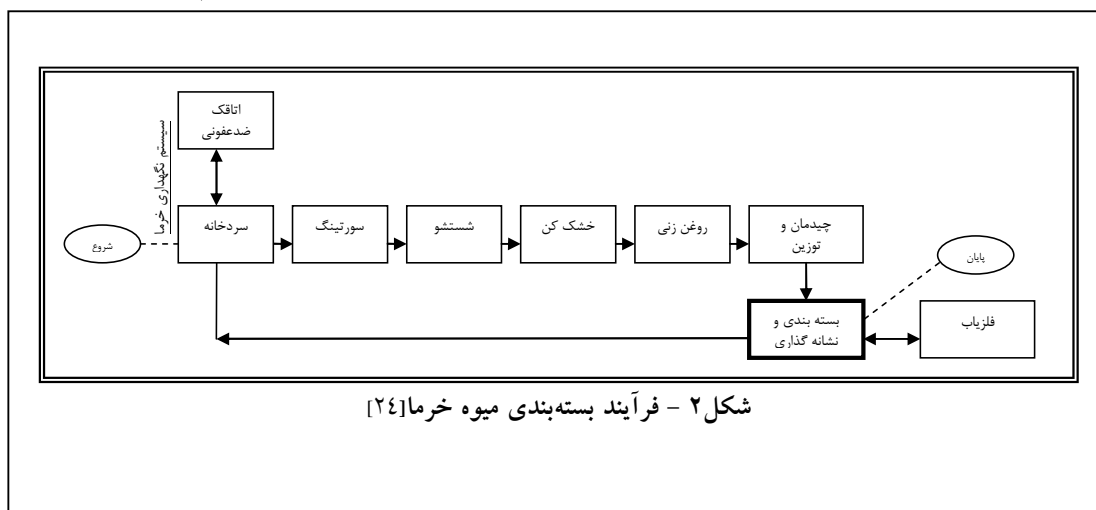 اتاقک
ضدعفونی
سیستم نگهداری خرما
شروع
سردخانه
سورتینگ
شستشو
خشک کن
روغن زنی
چیدمان و
توزین
پایان
بسته بندی و
نشانه گذاری
فلزیاب
شکل۲ – فرآیند بسته‌بندی میوه خرما[۲٤]